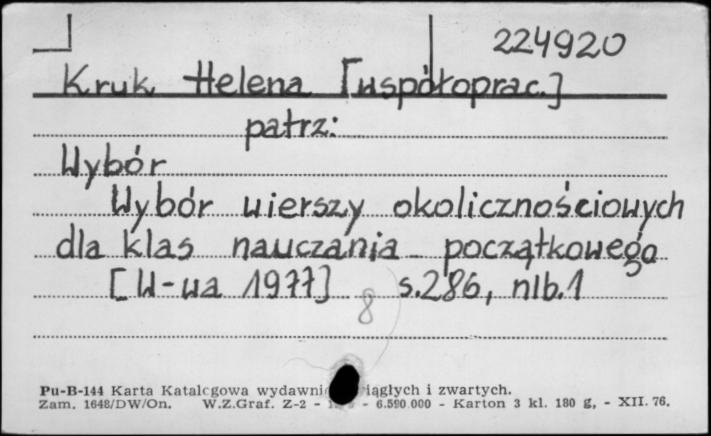 224920
Kruk Helena [współoprac.]
patrz:
Wybór
Wybór wierszy okolicznościowych
dla klas nauczania początkowego
[W-wa 1977] s.286, nlb.1
8
Pu-B-144 Karta Katalogowa ciągłych i zwartych.
Zam. 1648/DW/On. W.Z.Graf. Z-2 - - 6.590.000 - Karton 3 kl. 180 g, - XII. 76.